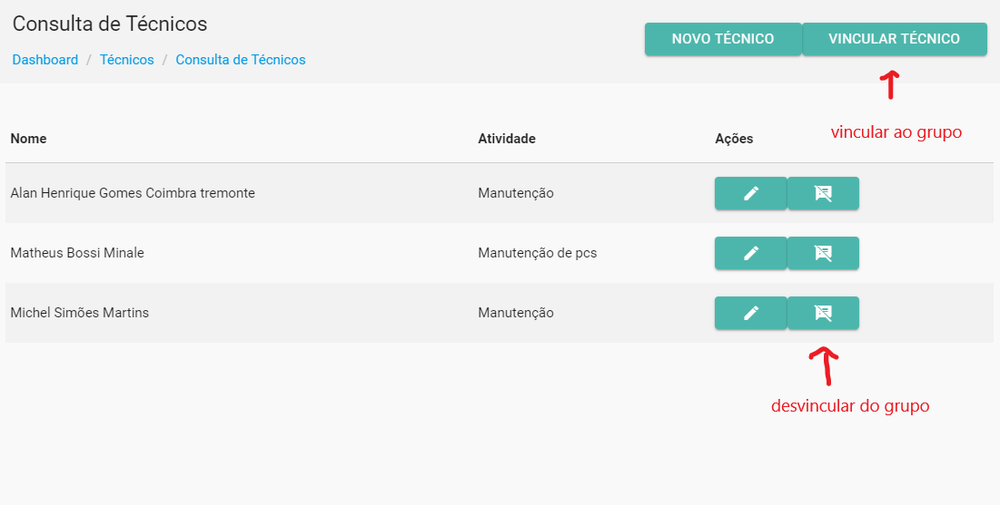 Consulta de Técnicos
NOVO TÉCNICO VINCULAR TÉCNICO
Dashboard / Técnicos / Consulta de Técnicos
vincular ao grupo
Nome Atividade Ações
Alan Henrique Gomes Coimbra tremonte Manutenção
Matheus Bossi Minale Manutenção de pcs
Michel Simões Martins Manutenção
desvincular do grupo